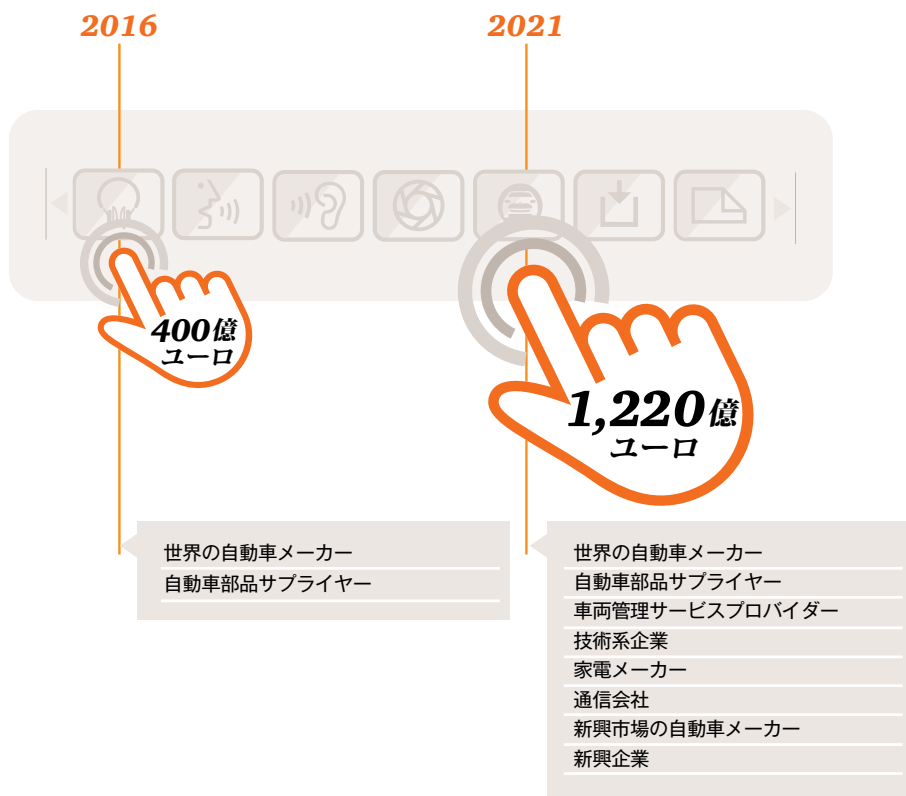 2016
2021
400億
ユーロ
1,220億
ユーロ
世界の自動車メーカー
自動車部品サプライヤー
世界の自動車メーカー
自動車部品サプライヤー
車両管理サービスプロバイダー
技術系企業
家電メーカー
通信会社
新興市場の自動車メーカー
新興企業